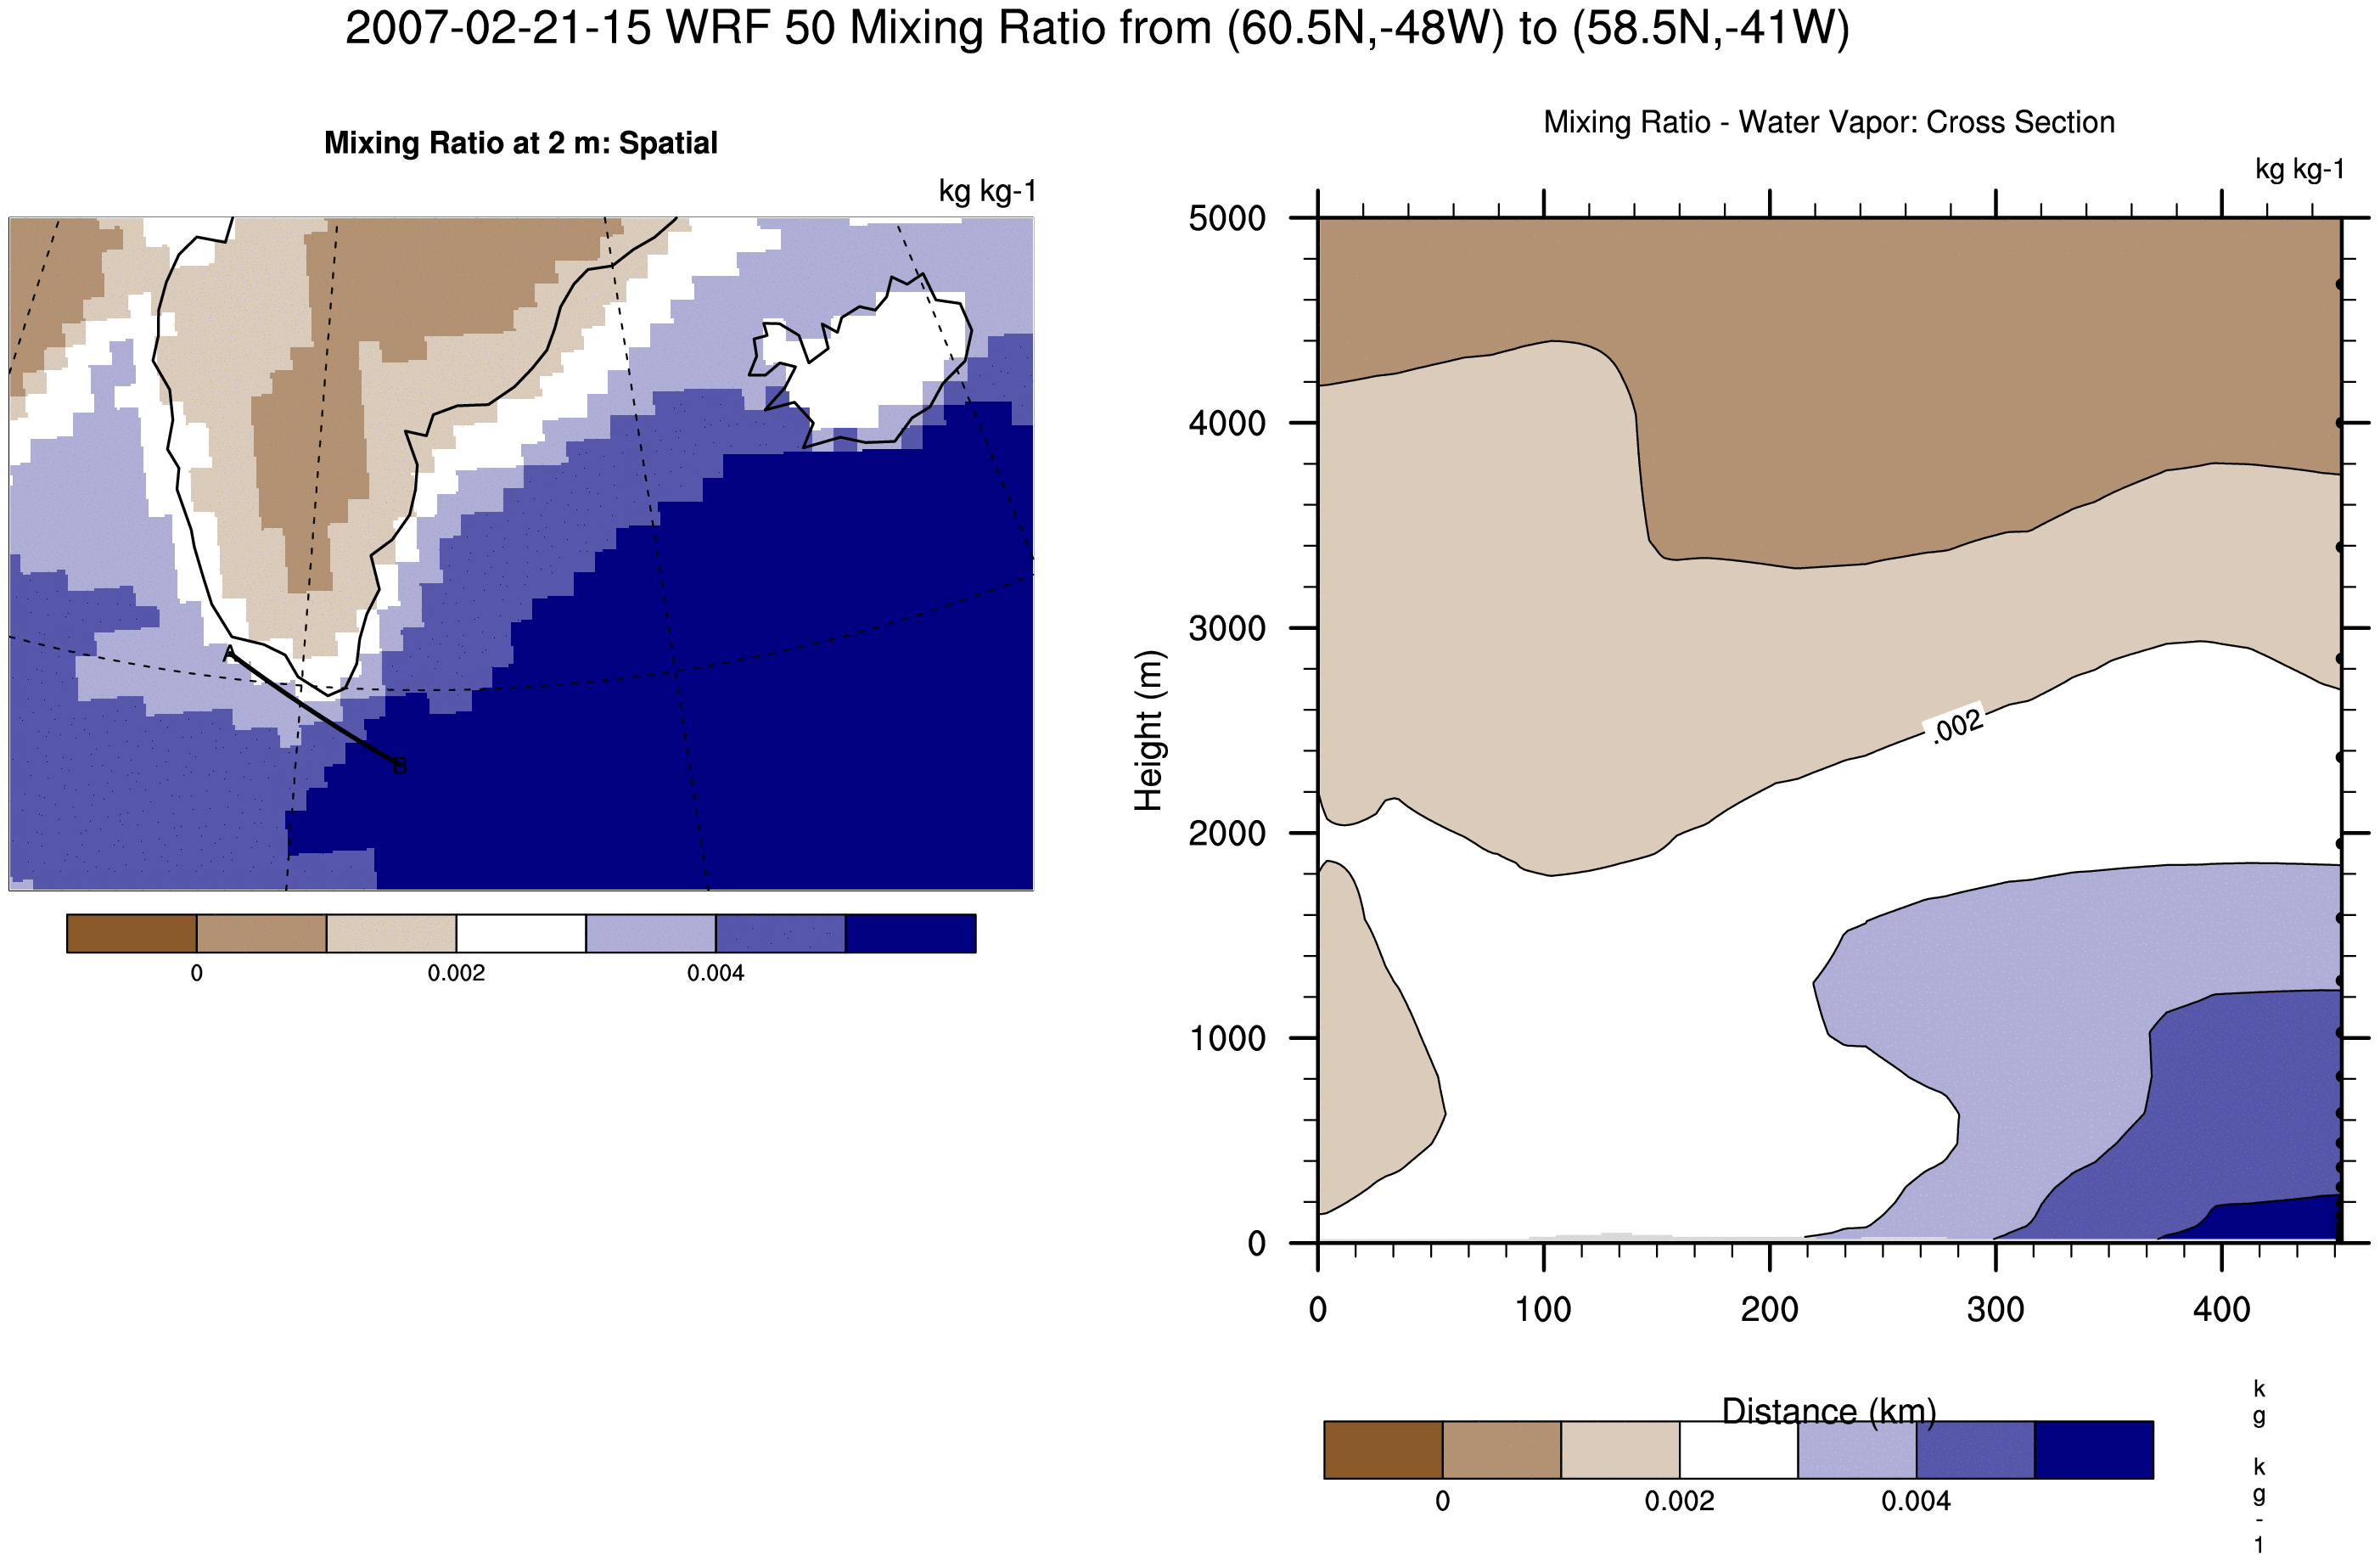 2007-02-21-15 WRF 50 Mixing Ratio from (60.5N,-48W) to (58.5N,-41W)
Mixing Ratio at 2 m: Spatial
kg kg-1
A
B
0 0.002 0.004
Mixing Ratio - Water Vapor: Cross Section
kg kg-1
5000
4000
3000
2000
1000
0
Height (m)
.002
0 100 200 300 400
Distance (km)
0 0.002 0.004
k
g
k
g
-
1